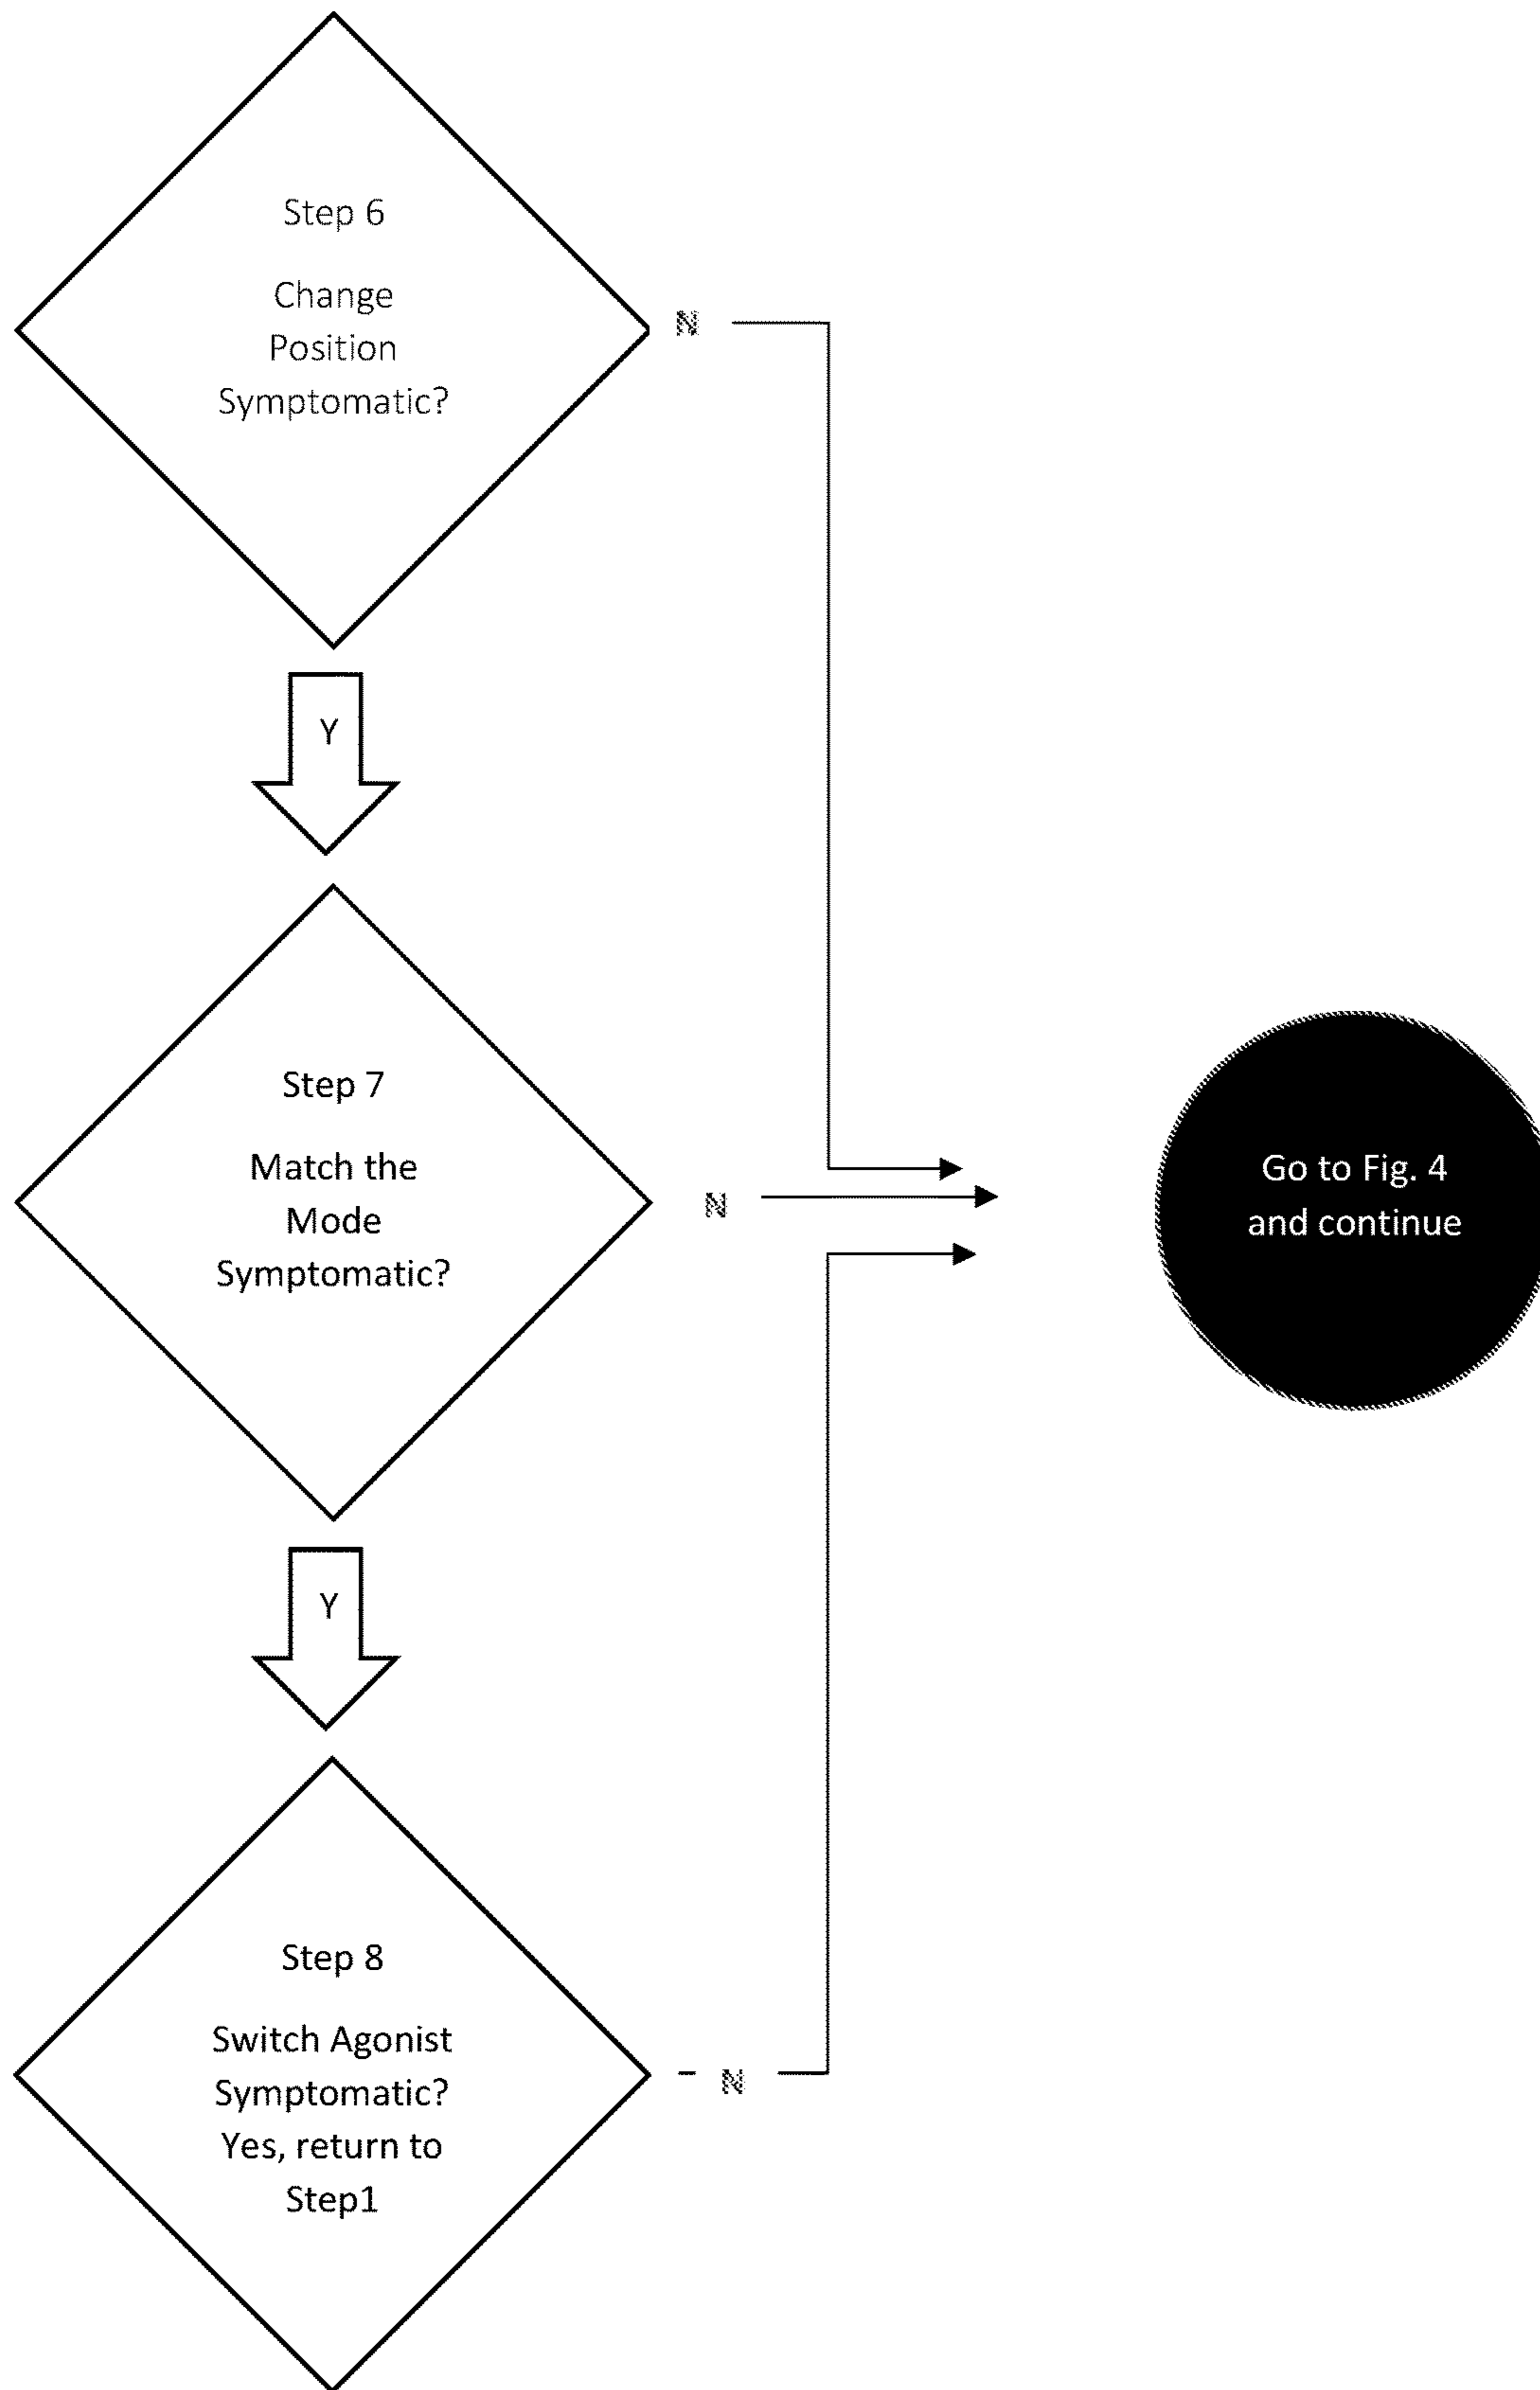 Step 6
Change
Position
Symptomatic?
N
Y
Step 7
Match the
Mode
Symptomatic?
N
Go to Fig. 4
and continue
Y
Step 8
Switch Agonist
Symptomatic?
Yes, return to
Step1
N